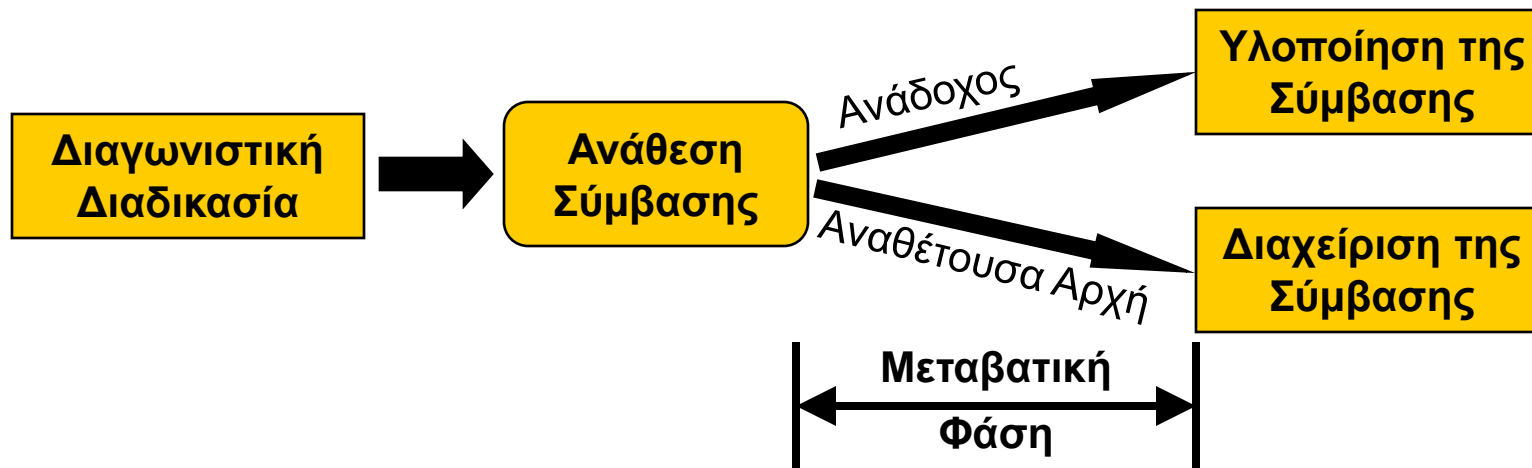 Διαγωνιστική
Διαδικασία
Ανάθεση
Σύμβασης
Ανάδοχος
Αναθέτουσα Αρχή
Υλοποίηση της
Σύμβασης
Διαχείριση της
Σύμβασης
Μεταβατική
Φάση